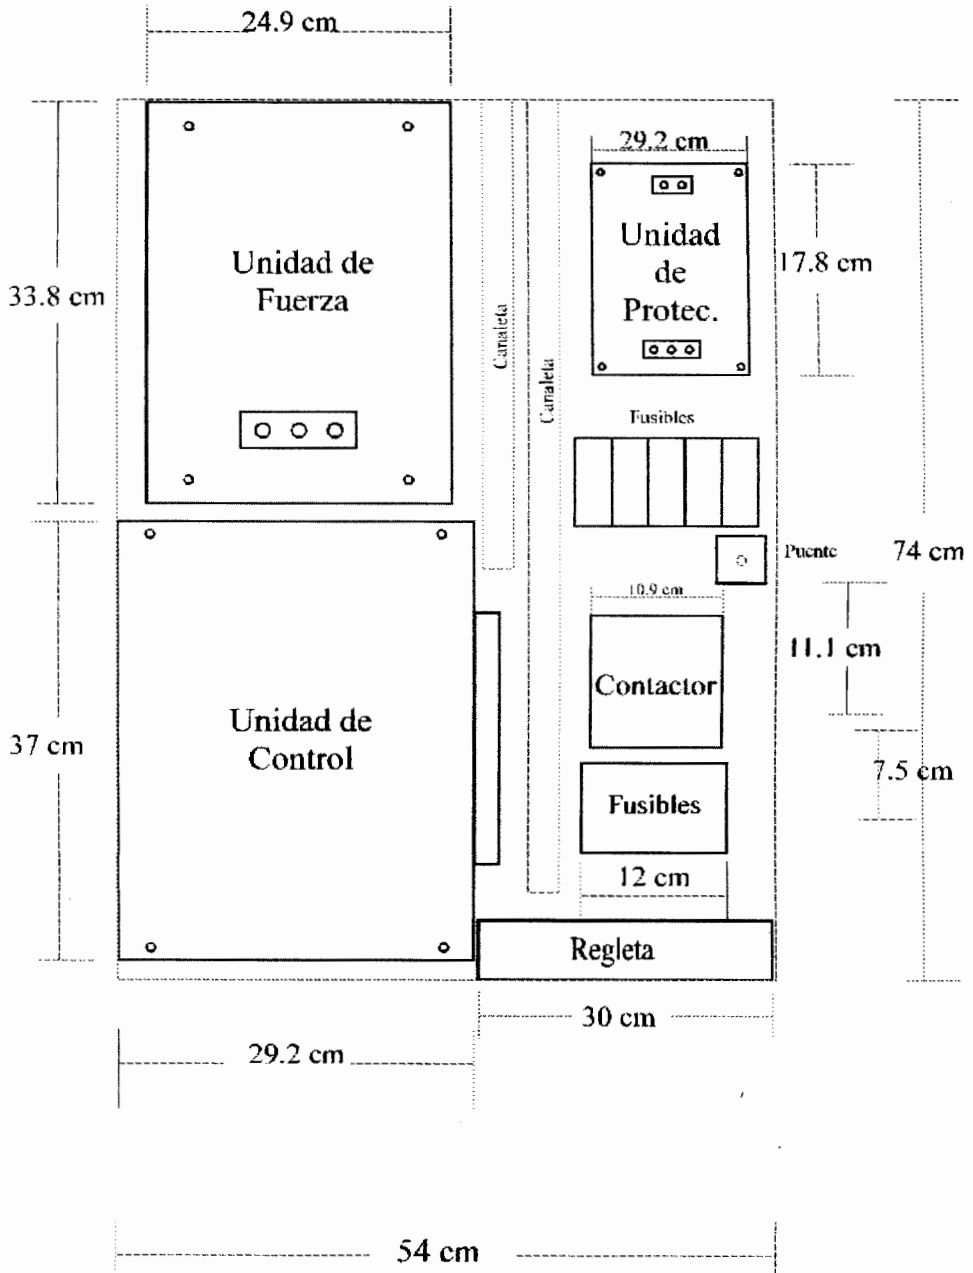 24.9 cm
29.2 cm
Unidad
de
Protec.
17.8 cm
Unidad de
Fuerza
33.8 cm
Canaleta
Canaleta
Fusibles
Puente
74 cm
10.9 cm
11.1 cm
Contactor
Unidad de
Control
37 cm
7.5 cm
Fusibles
12 cm
Regleta
30 cm
29.2 cm
54 cm